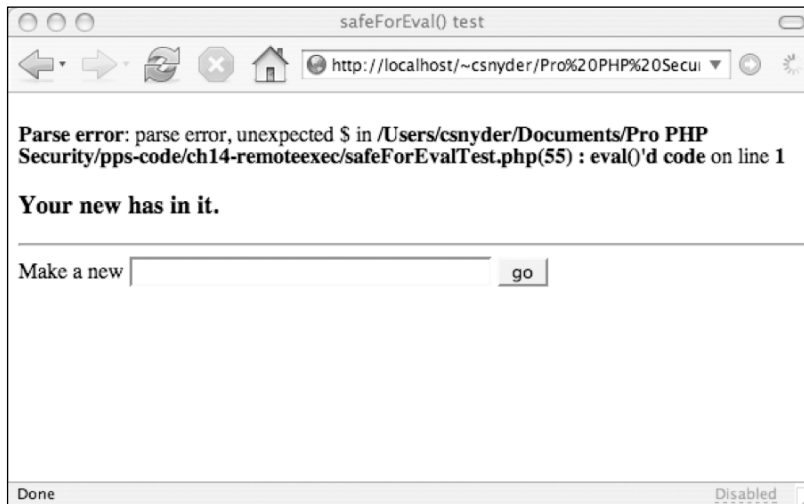 safeForEval() test
http://localhost/~csnyder/Pro%20PHP%20Secu
Parse error: parse error, unexpected $ in /Users/csnyder/Documents/Pro PHP
Security/pps-code/ch14-remoteexec/safeForEvalTest.php(55) : eval()'d code on line 1
Your new has in it.
Make a new
go
Done
Disabled